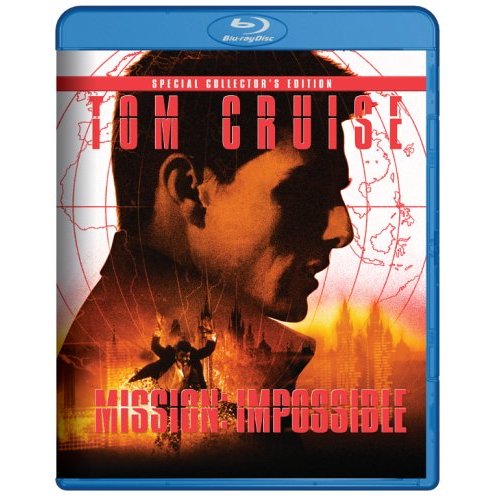 Blu-ray Disc
SPECIAL COLLECTOR'S EDITION
TOM CRUISE
MISSION: IMPOSSIBLE